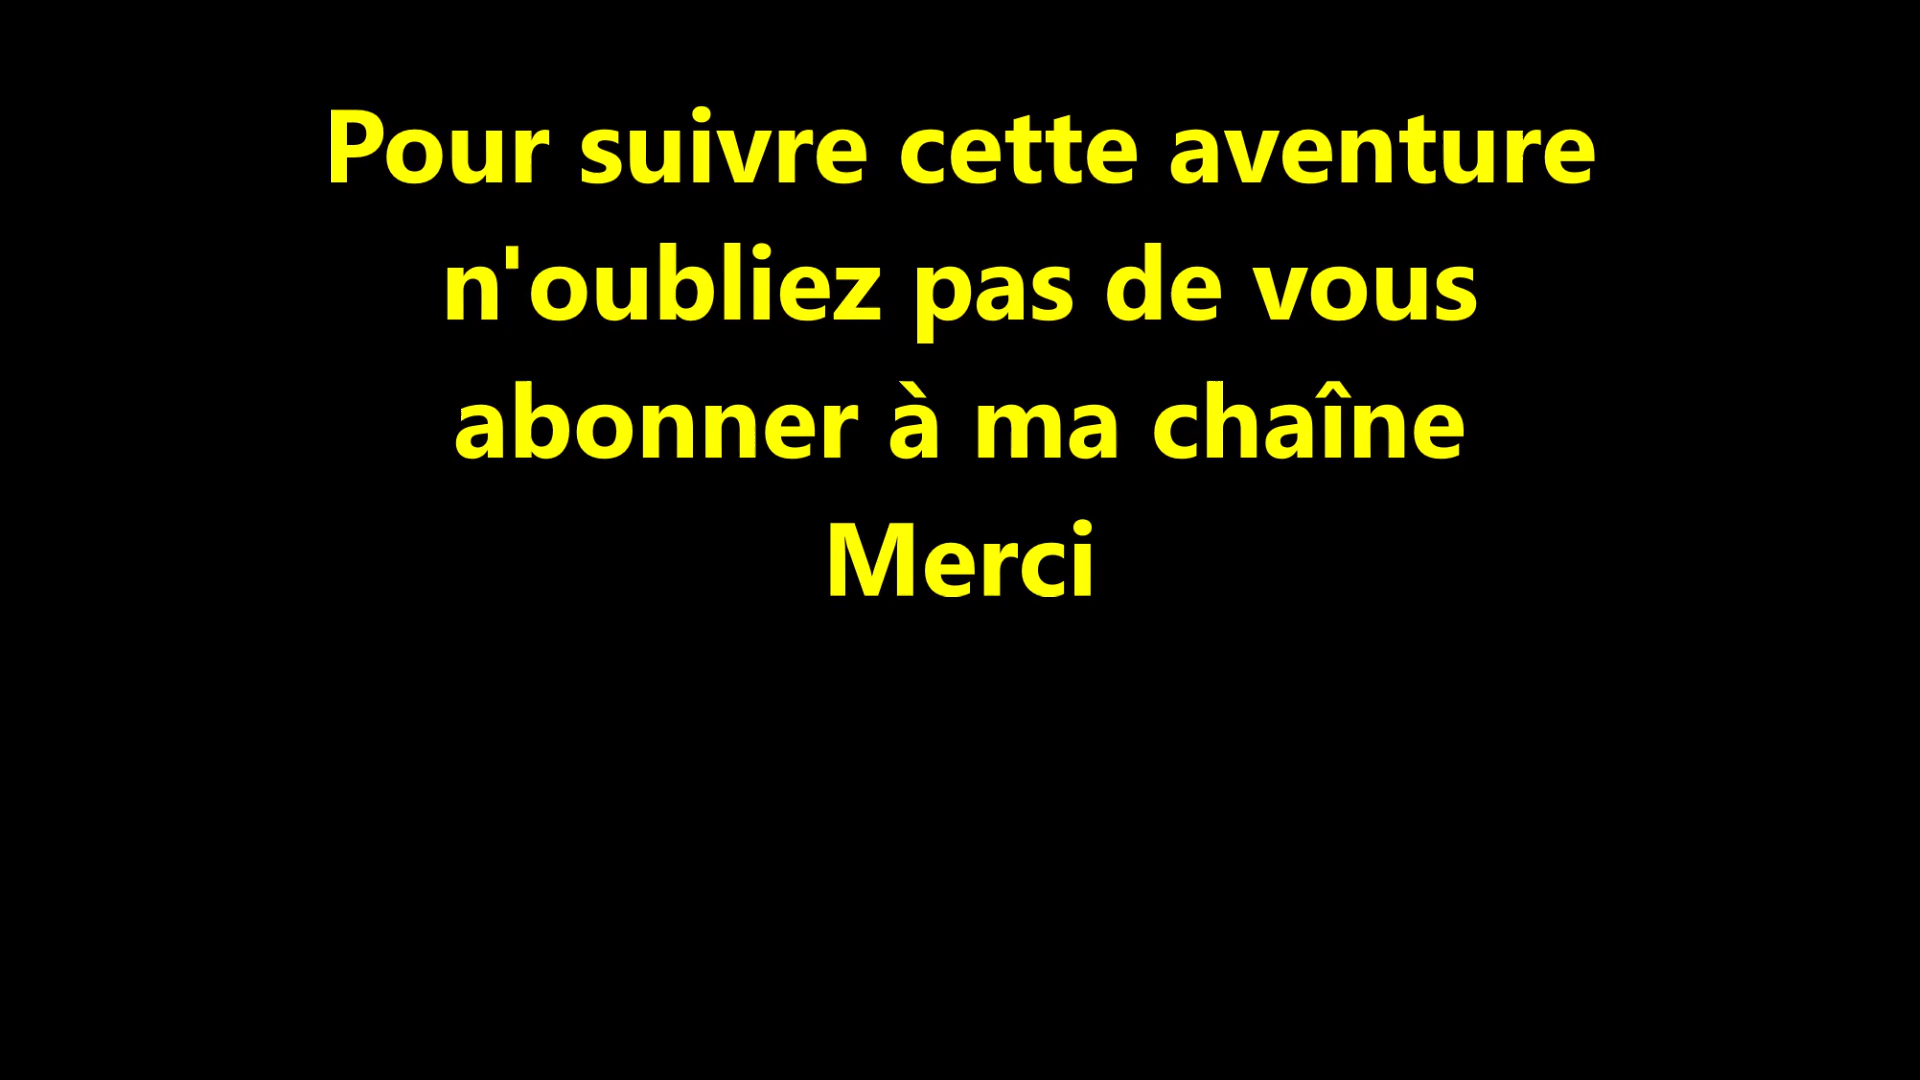 Pour suivre cette aventure
n'oubliez pas de vous
abonner à ma chaîne
Merci